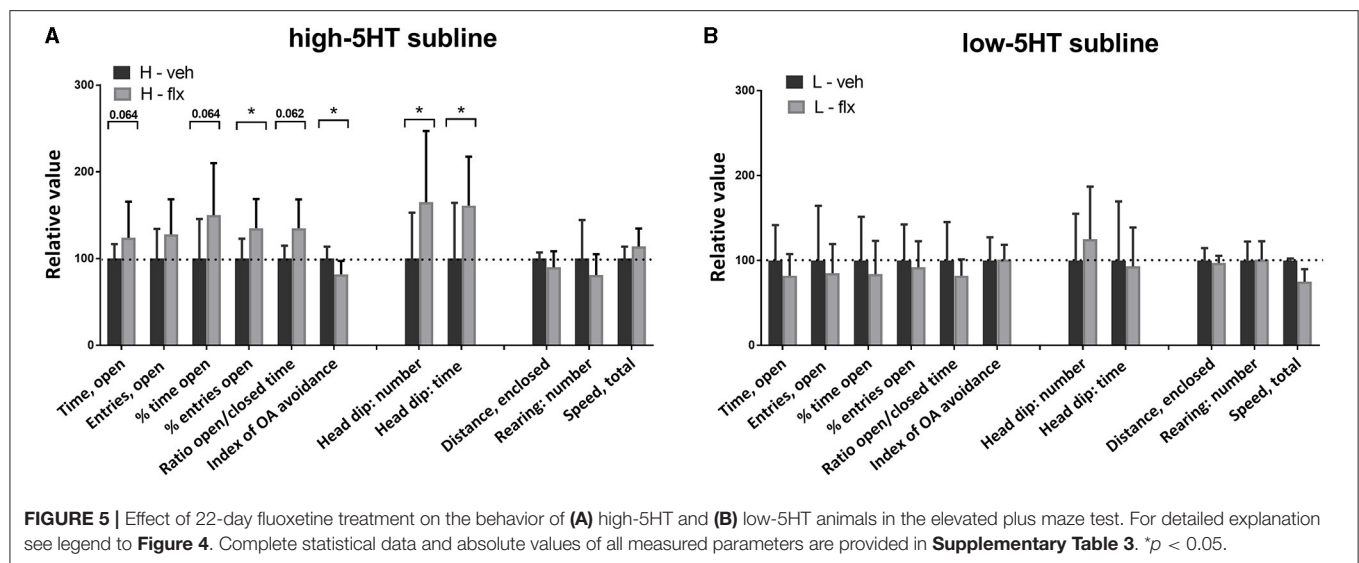 A
high-5HT subline
H - veh
H - flx
300
200
100
0
Relative value
0.064
0.064
*
0.062
*
*
*
Time, open
Entries, open
% time open
% entries open
Ratio open/closed time
Index of OA avoidance
Head dip: number
Head dip: time
Distance, enclosed
Rearing: number
Speed, total
B
low-5HT subline
L - veh
L - flx
300
200
100
0
Relative value
Time, open
Entries, open
% time open
% entries open
Ratio open/closed time
Index of OA avoidance
Head dip: number
Head dip: time
Distance, enclosed
Rearing: number
Speed, total
FIGURE 5 | Effect of 22-day fluoxetine treatment on the behavior of (A) high-5HT and (B) low-5HT animals in the elevated plus maze test. For detailed explanation
see legend to Figure 4. Complete statistical data and absolute values of all measured parameters are provided in Supplementary Table 3. *p < 0.05.